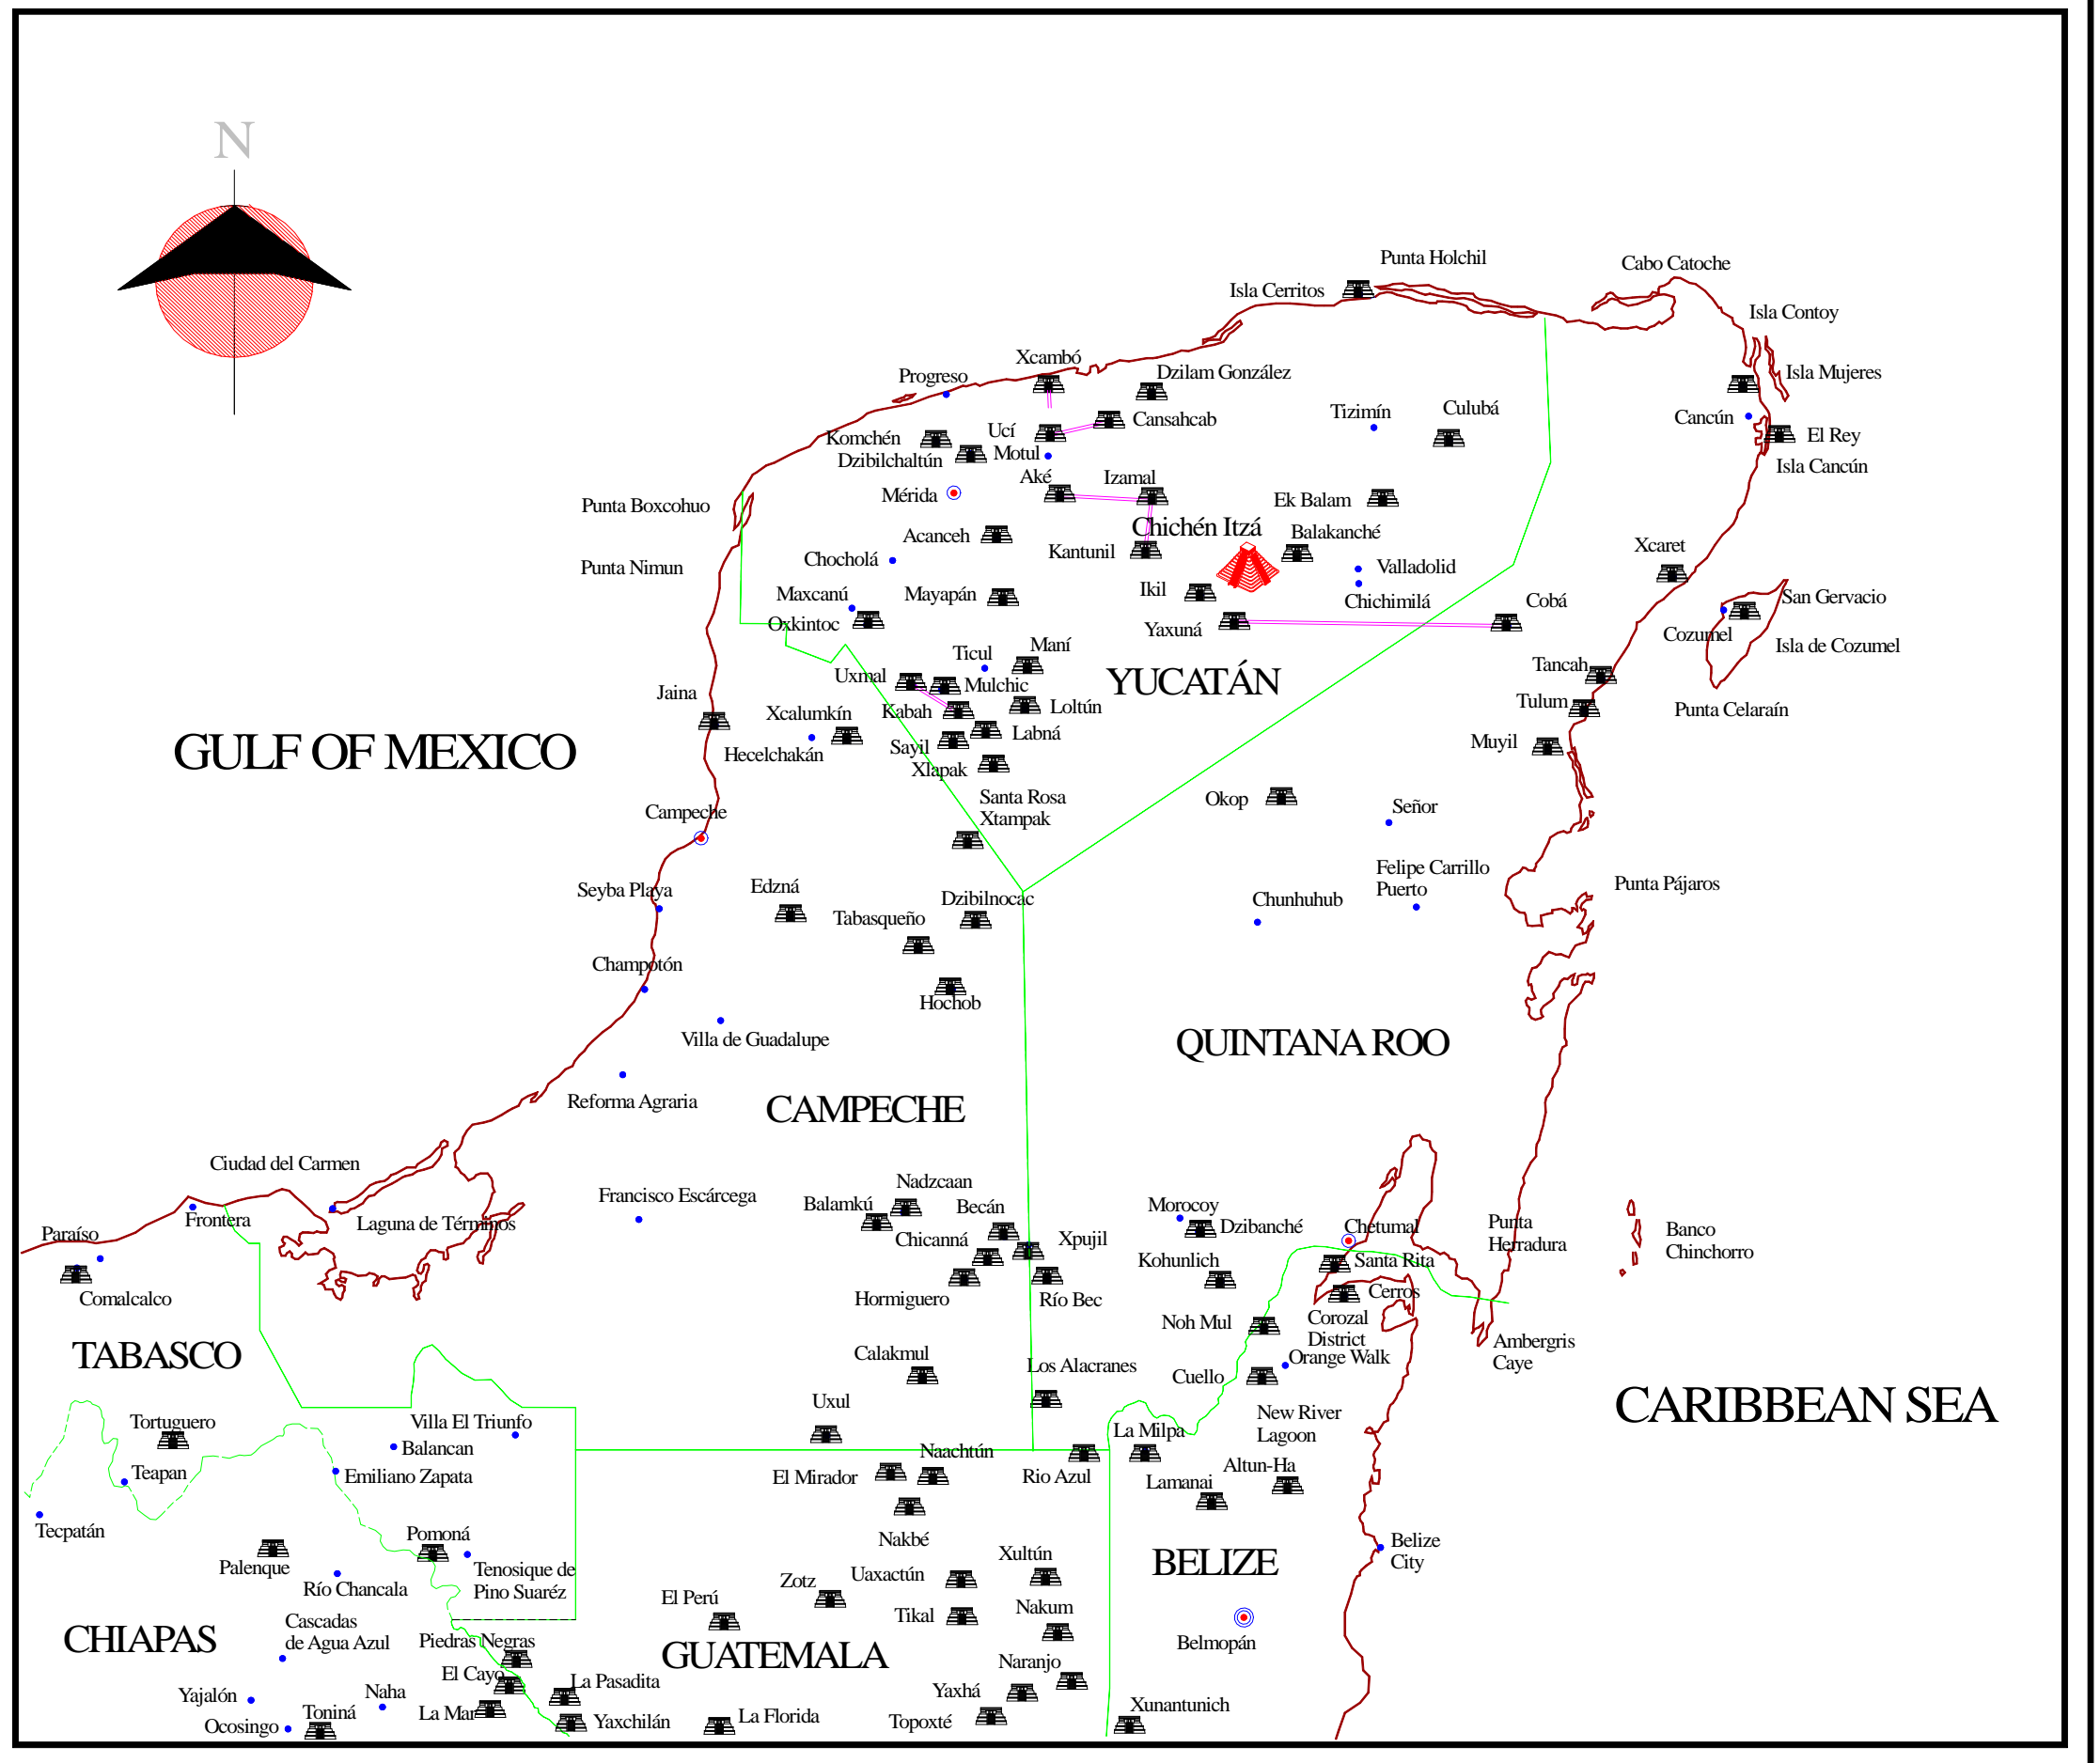 N
Punta Holchil
Cabo Catoche
Isla Cerritos
Isla Contoy
Xcambó
Progreso
Dzilam González
Isla Mujeres
Tizimín
Culubá
Cancún
Cansahcab
Ucí
El Rey
Komchén
Motul
Dzibilchaltún
Isla Cancún
Aké
Izamal
Mérida
Ek Balam
Punta Boxcohuo
Chichén Itzá
Balakanché
Acanceh
Kantunil
Xcaret
Chocholá
Punta Nimun
Valladolid
Ikil
Maxcanú
Mayapán
Chichimilá
Cobá
San Gervacio
Oxkintoc
Yaxuná
Cozumel
Isla de Cozumel
Maní
Ticul
Tancah
Uxmal
Mulchic
YUCATÁN
Jaina
Tulum
Loltún
Xcalumkín
Kabah
Punta Celaraín
Labná
Muyil
GULF OF MEXICO
Hecelchakán
Sayil
Xlapak
Santa Rosa
Xtampak
Okop
Señor
Campeche
Felipe Carrillo
Puerto
Punta Pájaros
Seyba Playa
Edzná
Dzibilnocac
Chunhuhub
Tabasqueño
Champotón
Hochob
Villa de Guadalupe
QUINTANA ROO
Reforma Agraria
CAMPECHE
Ciudad del Carmen
Nadzcaan
Francisco Escárcega
Balamkú
Becán
Morocoy
Frontera
Laguna de Términos
Dzibanché
Chetumal
Punta
Herradura
Banco
Chinchorro
Paraíso
Chicanná
Xpujil
Kohunlich
Santa Rita
Comalcalco
Hormiguero
Río Bec
Cerros
Noh Mul
Corozal
District
Ambergris
Caye
TABASCO
Calakmul
Los Alacranes
Orange Walk
Cuello
Uxul
CARIBBEAN SEA
Tortuguero
Villa El Triunfo
New River
Lagoon
La Milpa
Balancan
Naachtún
Teapan
Emiliano Zapata
El Mirador
Rio Azul
Altun-Ha
Lamanai
Tecpatán
Pomoná
Nakbé
Belize
City
Palenque
Tenosique de
Pino Suaréz
Xultún
BELIZE
Río Chancala
Uaxactún
Zotz
El Perú
Tikal
Nakum
Cascadas
de Agua Azul
CHIAPAS
Piedras Negras
GUATEMALA
Belmopán
El Cayo
La Pasadita
Naranjo
Yajalón
Naha
Yaxhá
Xunantunich
Ocosingo
Toniná
La Mar
Yaxchilán
La Florida
Topoxté